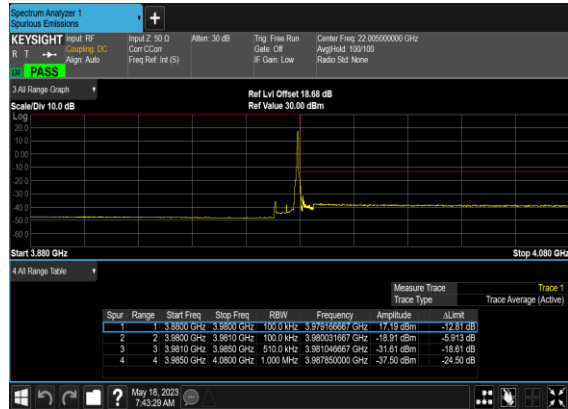 Spectrum Analyzer 1
Spurious Emissions
+
KEYSIGHT Input: RF Input Z: 50 Ω Atten: 30 dB Trig: Free Run Center Freq: 22.005000000 GHz
R T Coupling: DC Corr CCorr Gate: Off Avg|Hold: 100/100
Align: Auto Freq Ref: Int (S) IF Gain: Low Radio Std: None
PASS
3 All Range Graph
Ref Lvl Offset 18.68 dB
Scale/Div 10.0 dB Ref Value 30.00 dBm
Log
20.0
10.0
0.00
-10.0
-20.0
-30.0
-40.0
-50.0
-60.0
Start 3.880 GHz Stop 4.080 GHz
4 All Range Table
Measure Trace Trace 1
Trace Type Trace Average (Active)
Spur Range Start Freq Stop Freq RBW Frequency Amplitude ΔLimit
1 1 3.8800 GHz 3.9800 GHz 100.0 kHz 3.979166667 GHz 17.19 dBm -12.81 dB
2 2 3.9800 GHz 3.9810 GHz 100.0 kHz 3.980031667 GHz -18.91 dBm -5.913 dB
3 3 3.9810 GHz 3.9850 GHz 510.0 kHz 3.981046667 GHz -31.61 dBm -18.61 dB
4 4 3.9850 GHz 4.0800 GHz 1.000 MHz 3.987850000 GHz -37.50 dBm -24.50 dB
? May 18, 2023
7:43:29 AM